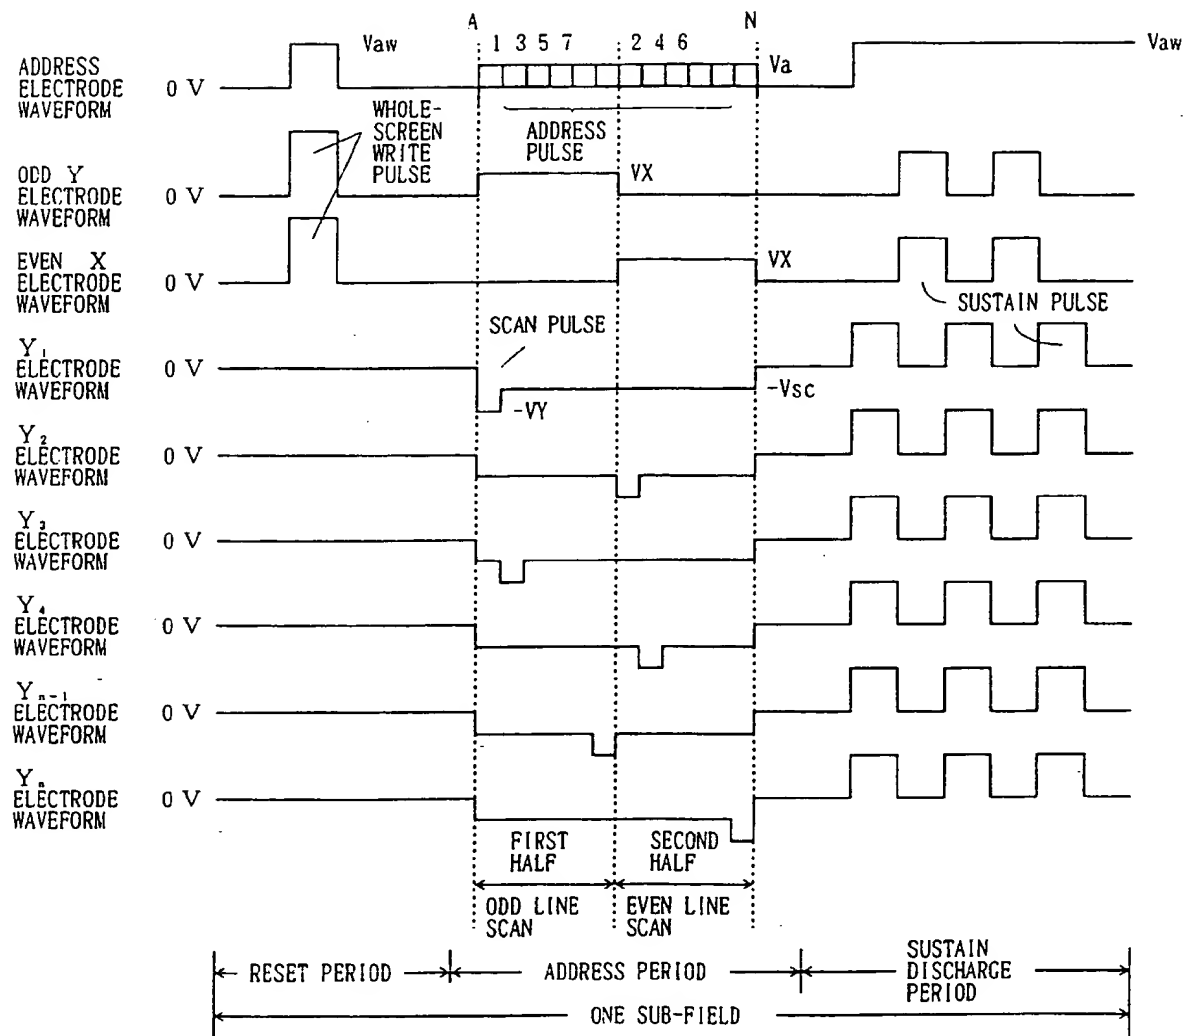 A N
1 3 5 7 2 4 6
Vaw Va Vaw
ADDRESS
ELECTRODE 0 V
WAVEFORM
WHOLE-
SCREEN
WRITE
PULSE
ADDRESS
PULSE
ODD Y
ELECTRODE 0 V
WAVEFORM
VX
EVEN X
ELECTRODE 0 V
WAVEFORM
VX
SUSTAIN PULSE
SCAN PULSE
Y₁
ELECTRODE 0 V
WAVEFORM
-VY
-Vsc
Y₂
ELECTRODE 0 V
WAVEFORM
Y₃
ELECTRODE 0 V
WAVEFORM
Y₄
ELECTRODE 0 V
WAVEFORM
Yₙ₋₁
ELECTRODE 0 V
WAVEFORM
Yₙ
ELECTRODE 0 V
WAVEFORM
FIRST
HALF
SECOND
HALF
ODD LINE
SCAN
EVEN LINE
SCAN
RESET PERIOD
ADDRESS PERIOD
SUSTAIN
DISCHARGE
PERIOD
ONE SUB-FIELD